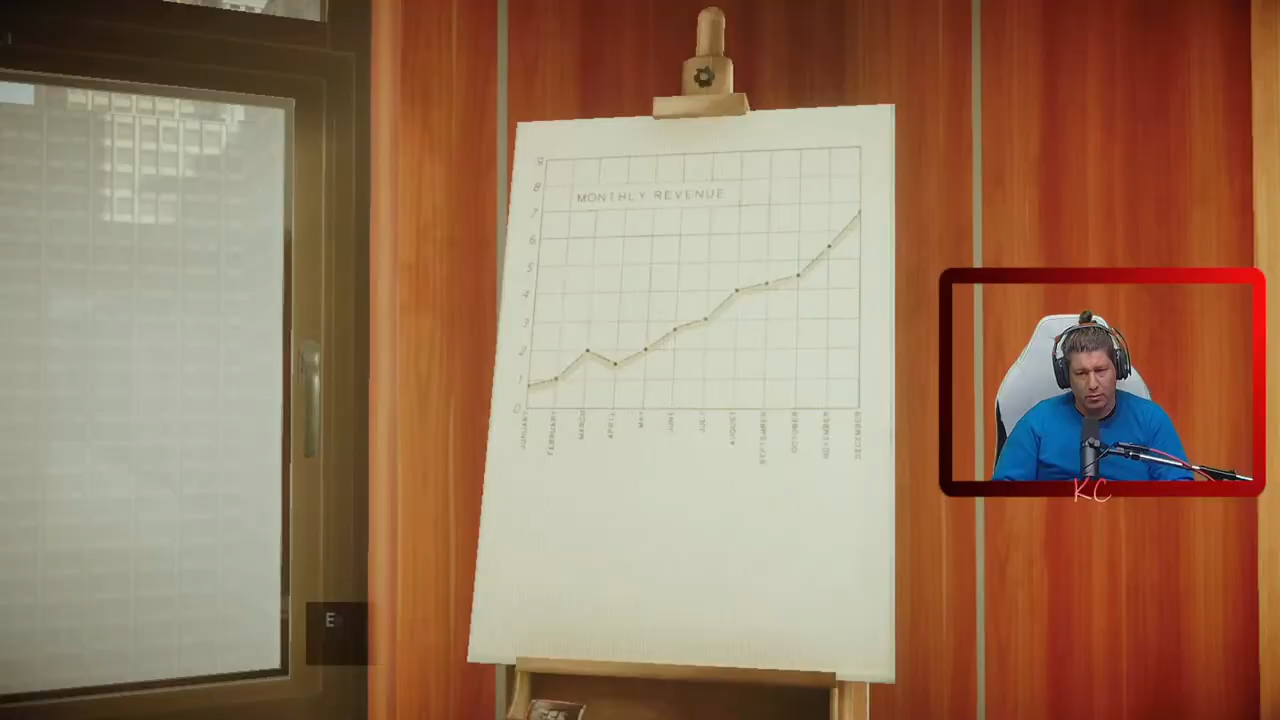 MONTHLY REVENUE
9
8
7
6
5
4
3
2
1
0
JANUARY
FEBRUARY
MARCH
APRIL
MAY
JUNE
JULY
AUGUST
SEPTEMBER
OCTOBER
NOVEMBER
DECEMBER
E
KC